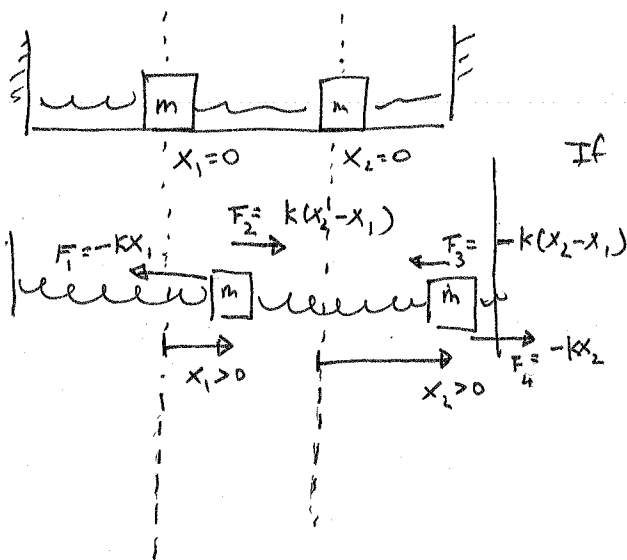 m
m
X₁=0
X₂=0
If
F₁=-kx₁
F₂= k(x₂'-x₁)
F₃= -k(x₂-x₁)
m
m
X₁>0
X₂>0
F₄= -kx₂